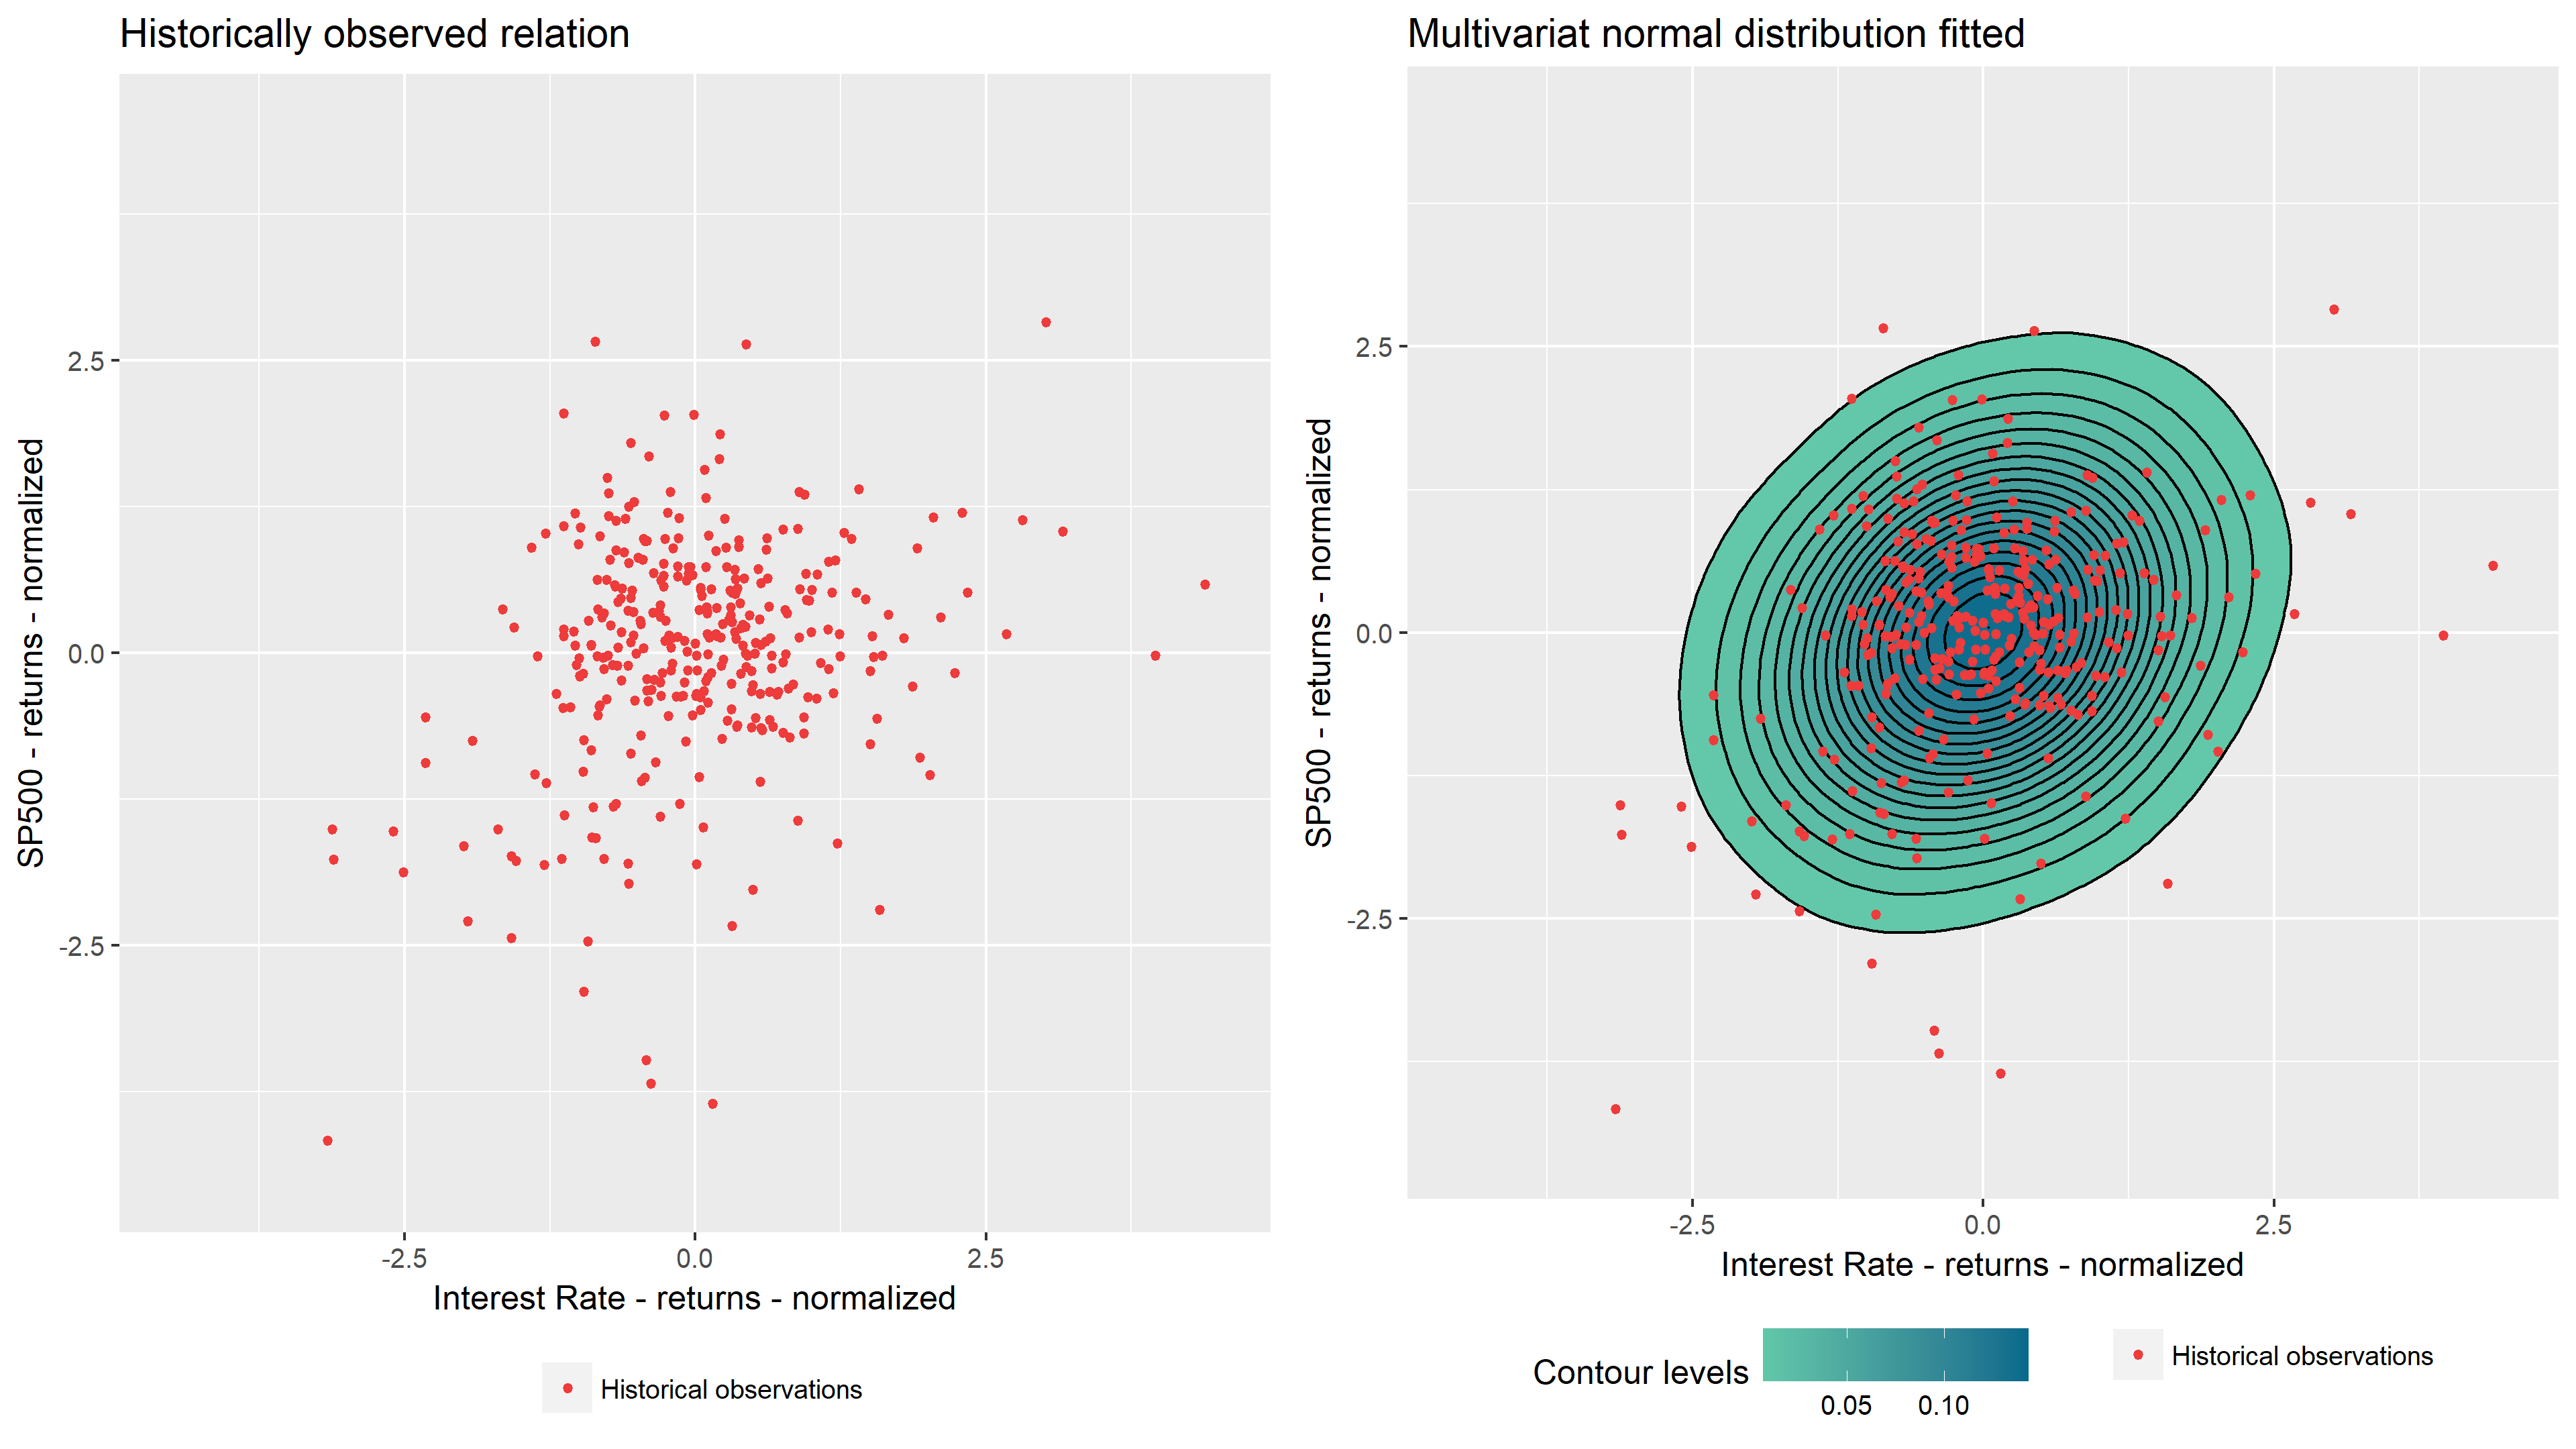 Historically observed relation
SP500 - returns - normalized
2.5
0.0
-2.5
-2.5
0.0
2.5
Interest Rate - returns - normalized
Historical observations
Multivariat normal distribution fitted
SP500 - returns - normalized
2.5
0.0
-2.5
-2.5
0.0
2.5
Interest Rate - returns - normalized
Contour levels
0.05
0.10
Historical observations